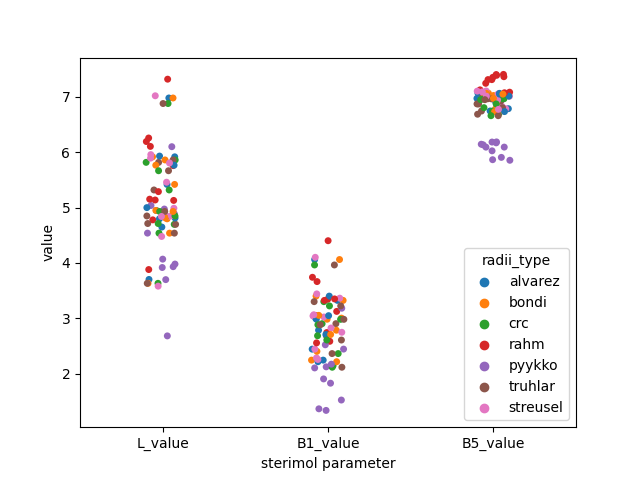 value
7
6
5
4
3
2
L_value
B1_value
B5_value
sterimol parameter
radii_type
alvarez
bondi
crc
rahm
pyykko
truhlar
streusel